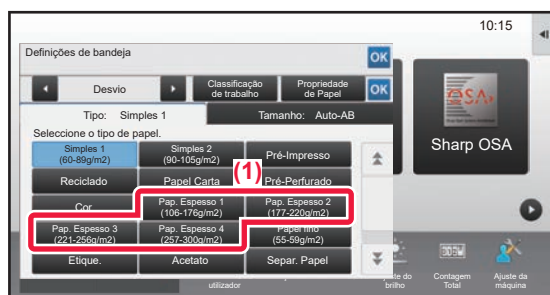 10:15
Definições de bandeja
OK
Desvio
Classificação
de trabalho
Propriedade
de Papel
OK
Tipo: Simples 1
Tamanho: Auto-AB
Seleccione o tipo de papel.
Simples 1
(60-89g/m2)
Simples 2
(90-105g/m2)
Pré-Impresso
Reciclado
Papel Carta
(1)
Pré-Perfurado
Cor
Pap. Espesso 1
(106-176g/m2)
Pap. Espesso 2
(177-220g/m2)
Pap. Espesso 3
(221-256g/m2)
Pap. Espesso 4
(257-300g/m2)
Papel fino
(55-59g/m2)
Etique.
Acetato
Separ. Papel
Sharp OSA
utilizador
do
brilho
Contagem
Total
Ajuste da
máquina